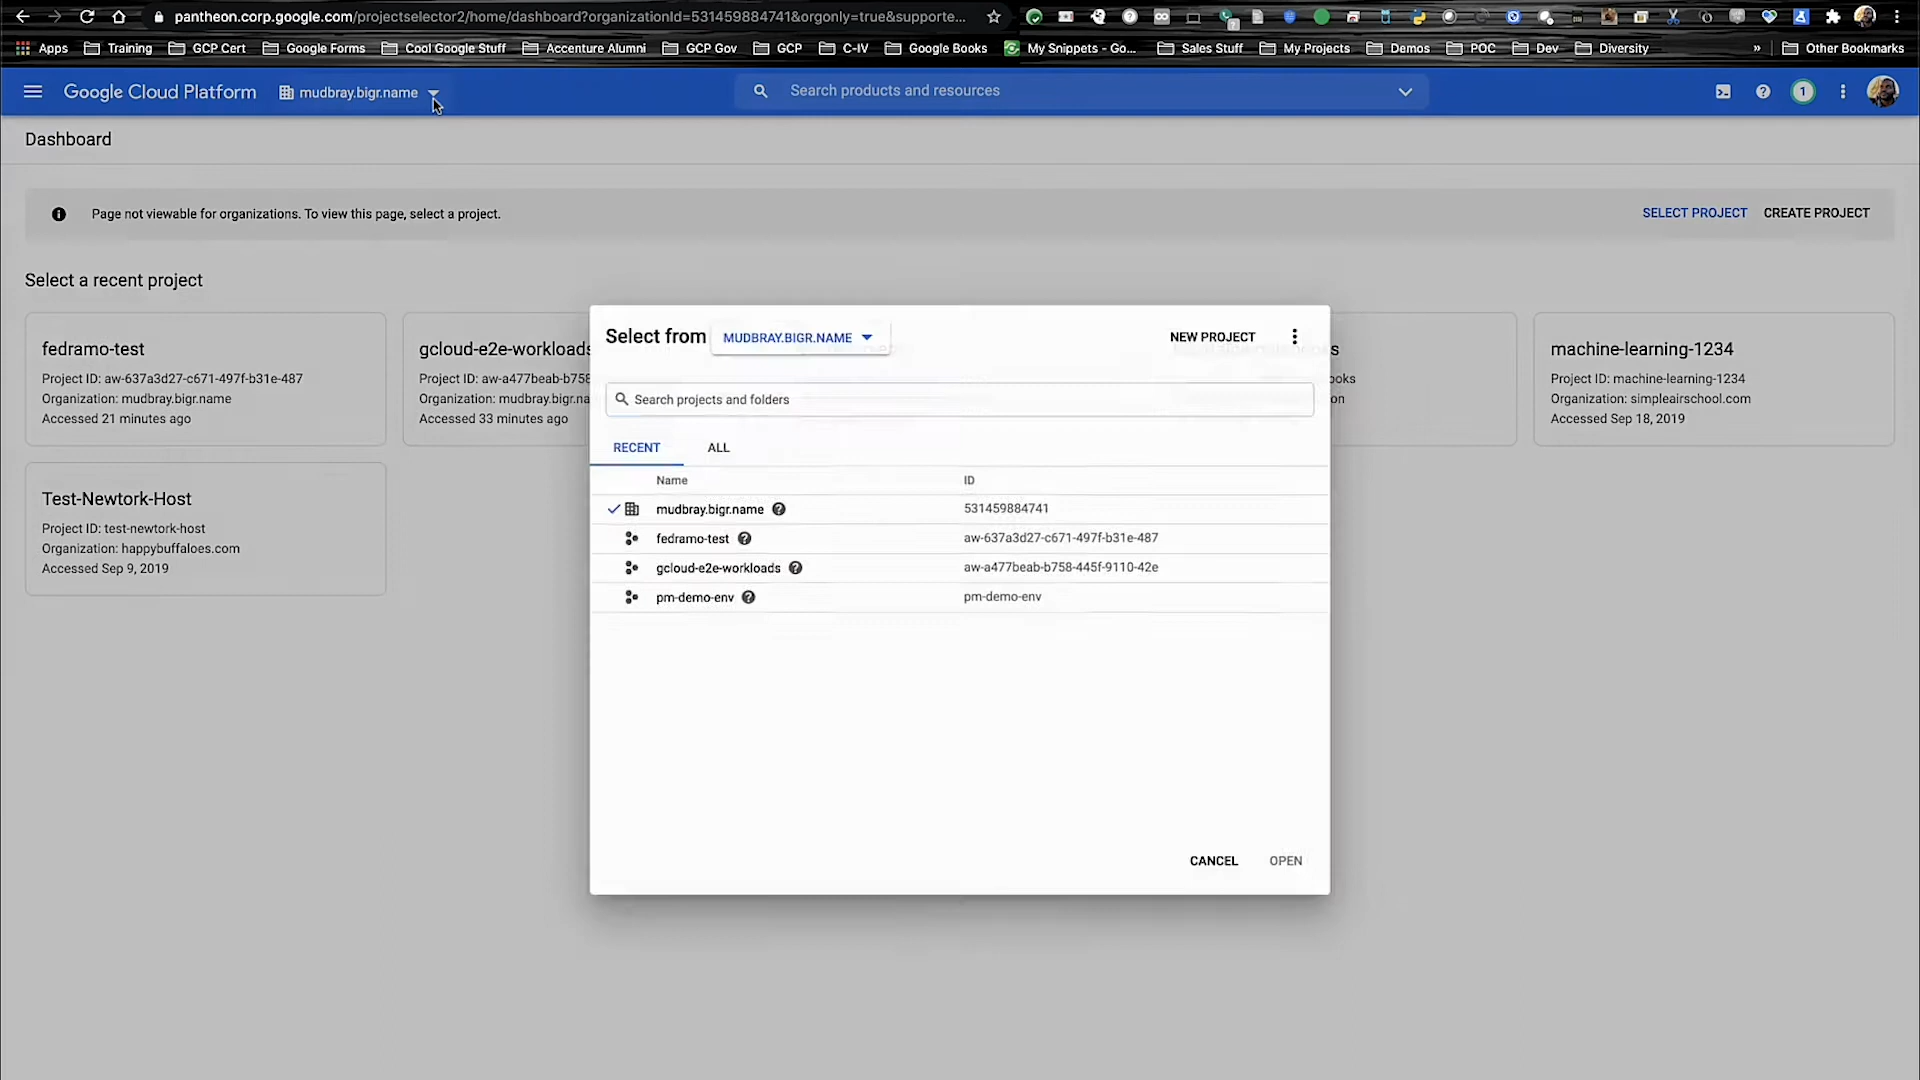 pantheon.corp.google.com/projectselector2/home/dashboard?organizationId=531459884741&orgonly=true&supporte...
Apps Training GCP Cert Google Forms Cool Google Stuff Accenture Alumni GCP Gov GCP C-IV Google Books My Snippets - Go... Sales Stuff My Projects Demos POC Dev Diversity » Other Bookmarks
Google Cloud Platform mudbray.bigr.name Search products and resources 1
Dashboard
Page not viewable for organizations. To view this page, select a project. SELECT PROJECT CREATE PROJECT
Select a recent project
fedramo-test
Project ID: aw-637a3d27-c671-497f-b31e-487
Organization: mudbray.bigr.name
Accessed 21 minutes ago
gcloud-e2e-workloads
Project ID: aw-a477beab-b758
Organization: mudbray.bigr.na
Accessed 33 minutes ago
machine-learning-1234
Project ID: machine-learning-1234
Organization: simpleairschool.com
Accessed Sep 18, 2019
Test-Newtork-Host
Project ID: test-newtork-host
Organization: happybuffaloes.com
Accessed Sep 9, 2019
Select from MUDBRAY.BIGR.NAME NEW PROJECT
Search projects and folders
RECENT ALL
Name ID
mudbray.bigr.name 531459884741
fedramo-test aw-637a3d27-c671-497f-b31e-487
gcloud-e2e-workloads aw-a477beab-b758-445f-9110-42e
pm-demo-env pm-demo-env
CANCEL OPEN